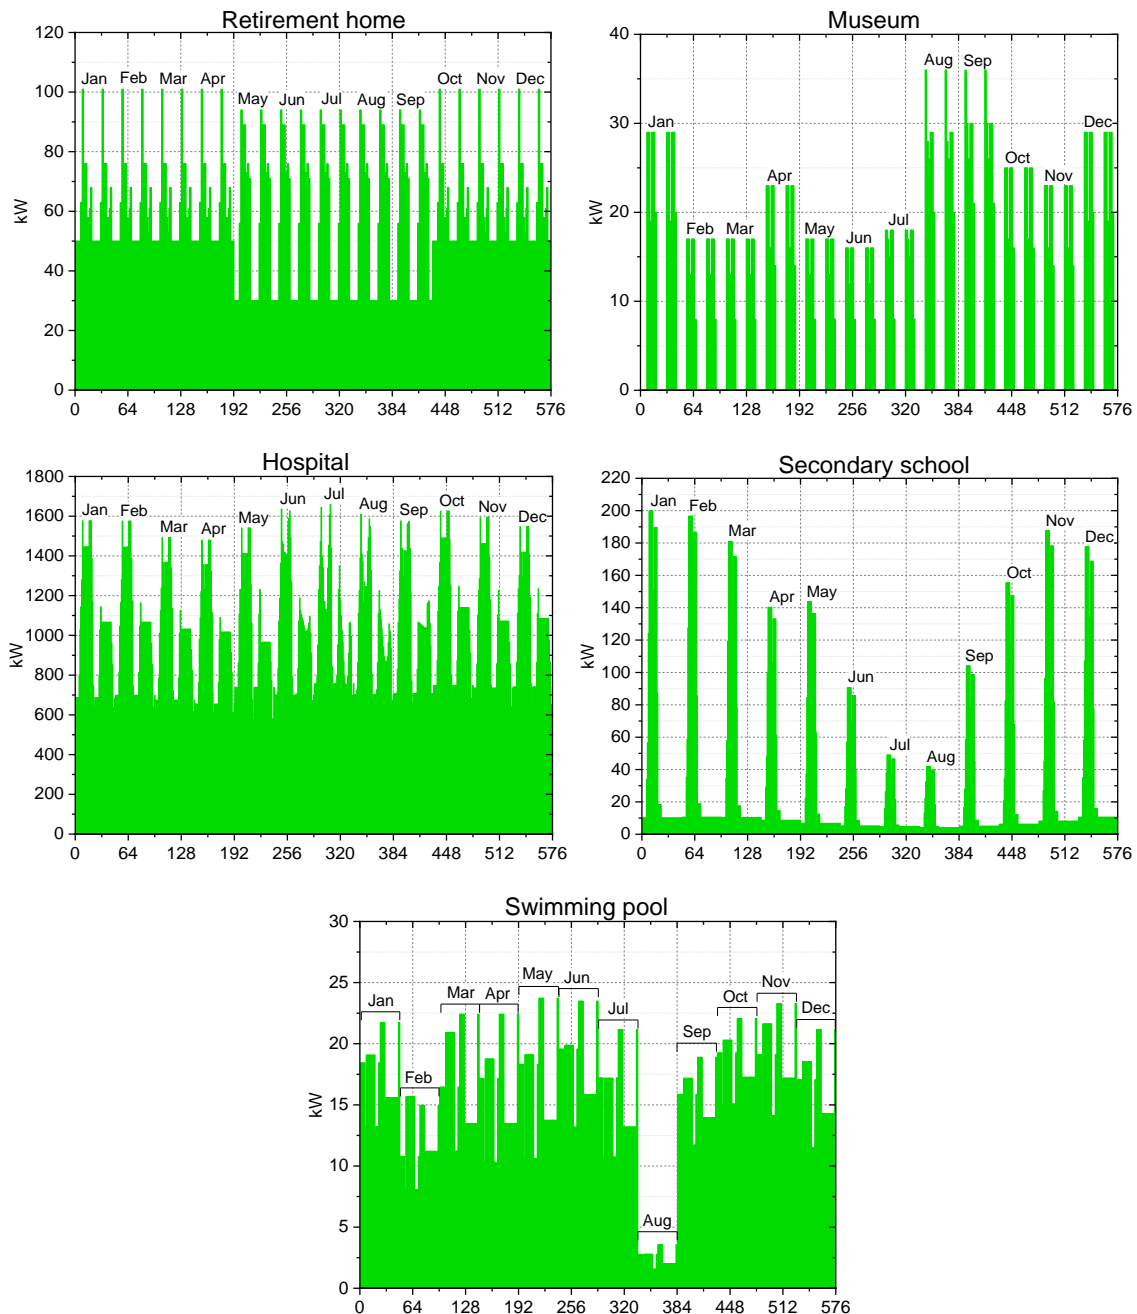 Retirement home
kW
120
100
80
60
40
20
0
Jan Feb Mar Apr May Jun Jul Aug Sep Oct Nov Dec
0 64 128 192 256 320 384 448 512 576
Museum
kW
40
30
20
10
0
Jan Feb Mar Apr May Jun Jul Aug Sep Oct Nov Dec
0 64 128 192 256 320 384 448 512 576
Hospital
kW
1800
1600
1400
1200
1000
800
600
400
200
0
Jan Feb Mar Apr May Jun Jul Aug Sep Oct Nov Dec
0 64 128 192 256 320 384 448 512 576
Secondary school
kW
220
200
180
160
140
120
100
80
60
40
20
0
Jan Feb Mar Apr May Jun Jul Aug Sep Oct Nov Dec
0 64 128 192 256 320 384 448 512 576
Swimming pool
kW
30
25
20
15
10
5
0
Jan Feb Mar Apr May Jun Jul Aug Sep Oct Nov Dec
0 64 128 192 256 320 384 448 512 576